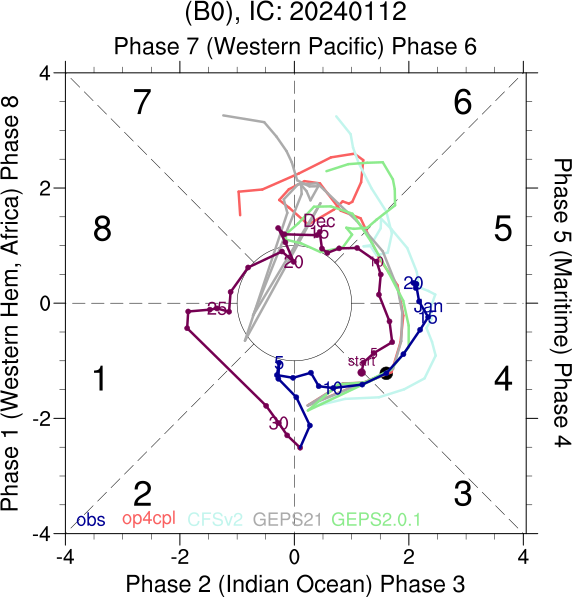 (B0), IC: 20240112
Phase 7 (Western Pacific) Phase 6
Phase 1 (Western Hem, Africa) Phase 8
Phase 5 (Maritime) Phase 4
4
2
0
-2
-4
7
6
8
5
1
4
2
3
Dec
15
20
10
25
20
Jan
15
5
start
5
10
30
obs op4cpl CFSv2 GEPS21 GEPS2.0.1
-4 -2 0 2 4
Phase 2 (Indian Ocean) Phase 3